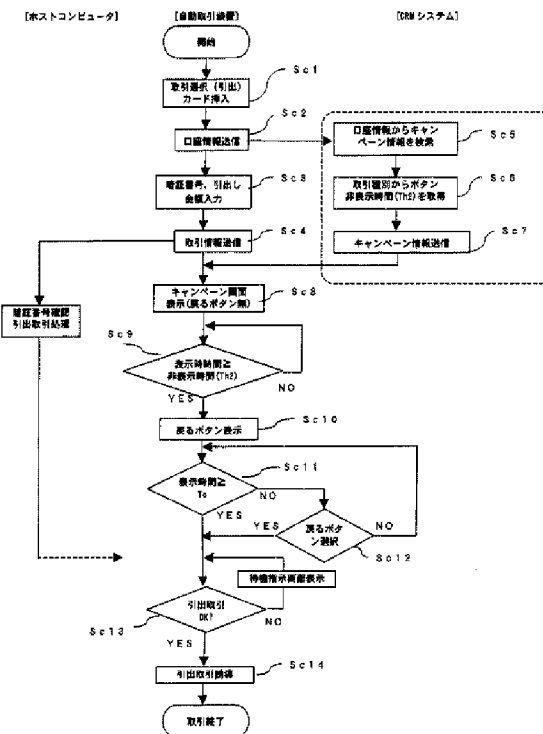 [ホストコンピュータ]
[自動取引装置]
[CRMシステム]
開始
取引選択(引出)
カード挿入
Sc1
口座情報送信
Sc2
口座情報からキャン
ペーン情報を検索
Sc5
暗証番号、引出し
金額入力
Sc3
取引種別からボタン
非表示時間(Th2)を取得
Sc6
取引情報送信
Sc4
キャンペーン情報送信
Sc7
キャンペーン画面
表示(戻るボタン無)
Sc8
暗証番号確認
引出取引処理
Sc9
表示時間≧
非表示時間(Th2)
NO
YES
戻るボタン表示
Sc10
表示時間≧
To
Sc11
NO
YES
YES
戻るボタ
ン選択
NO
Sc12
待機指示画面表示
引出取引
OK?
NO
Sc13
YES
引出取引誘導
Sc14
取引終了